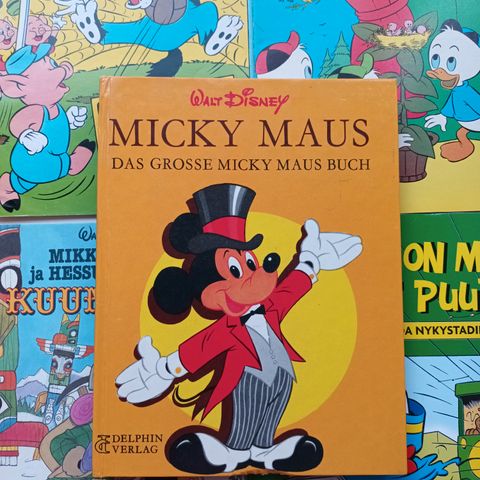 WALT DISNEY
MICKY MAUS
DAS GROSSE MICKY MAUS BUCH
MIKK
ja HESSU
KUU
ON M
PUU
A NYKYSTADI
DELPHIN
VERLAG